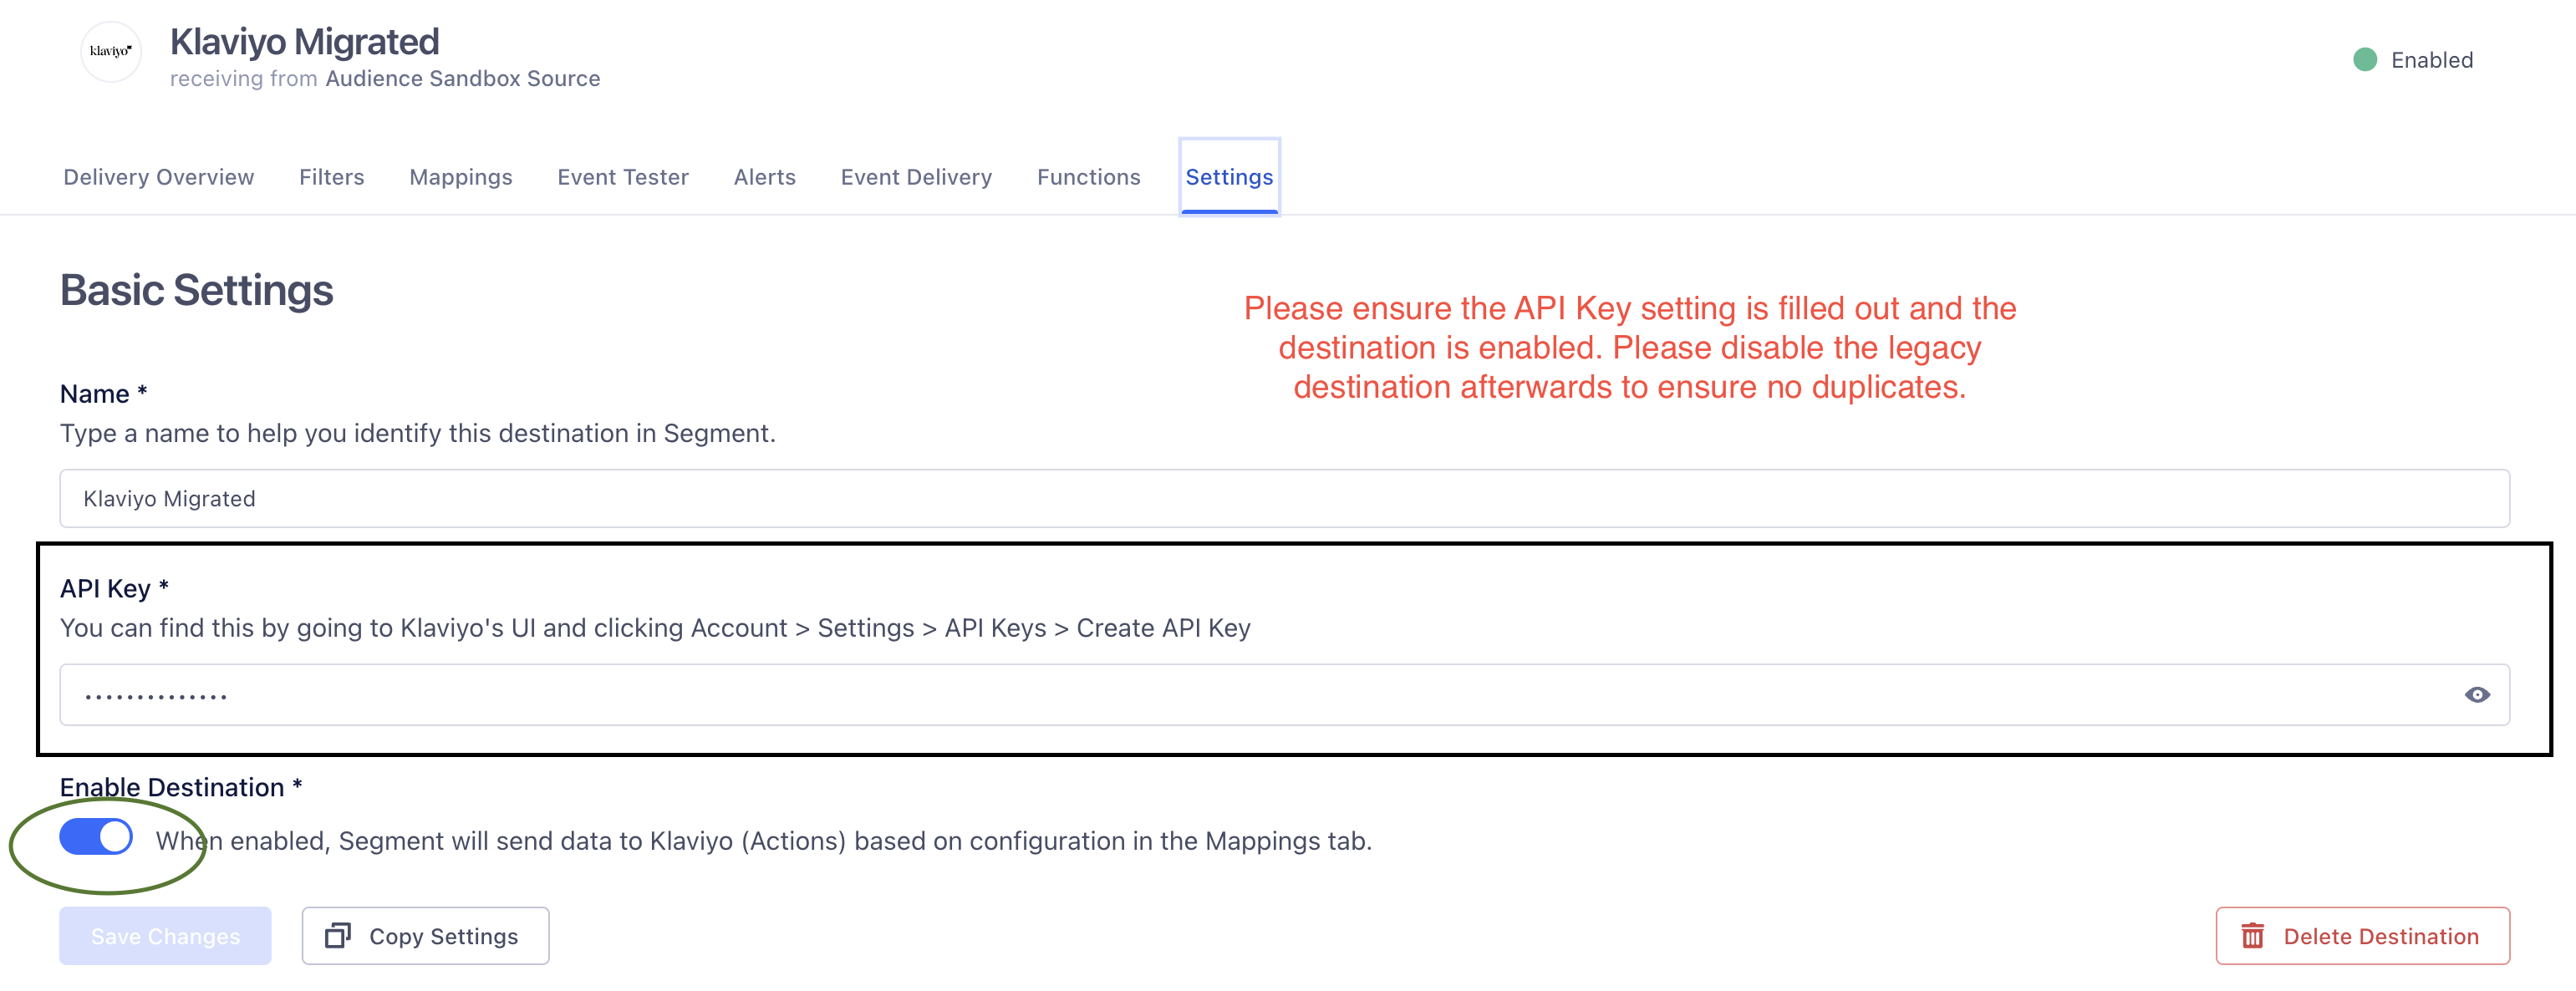 klaviyo
Klaviyo Migrated
receiving from Audience Sandbox Source
Enabled
Delivery Overview
Filters
Mappings
Event Tester
Alerts
Event Delivery
Functions
Settings
Basic Settings
Please ensure the API Key setting is filled out and the
destination is enabled. Please disable the legacy
destination afterwards to ensure no duplicates.
Name *
Type a name to help you identify this destination in Segment.
Klaviyo Migrated
API Key *
You can find this by going to Klaviyo's UI and clicking Account > Settings > API Keys > Create API Key
••••••••••••••
Enable Destination *
When enabled, Segment will send data to Klaviyo (Actions) based on configuration in the Mappings tab.
Save Changes
Copy Settings
Delete Destination